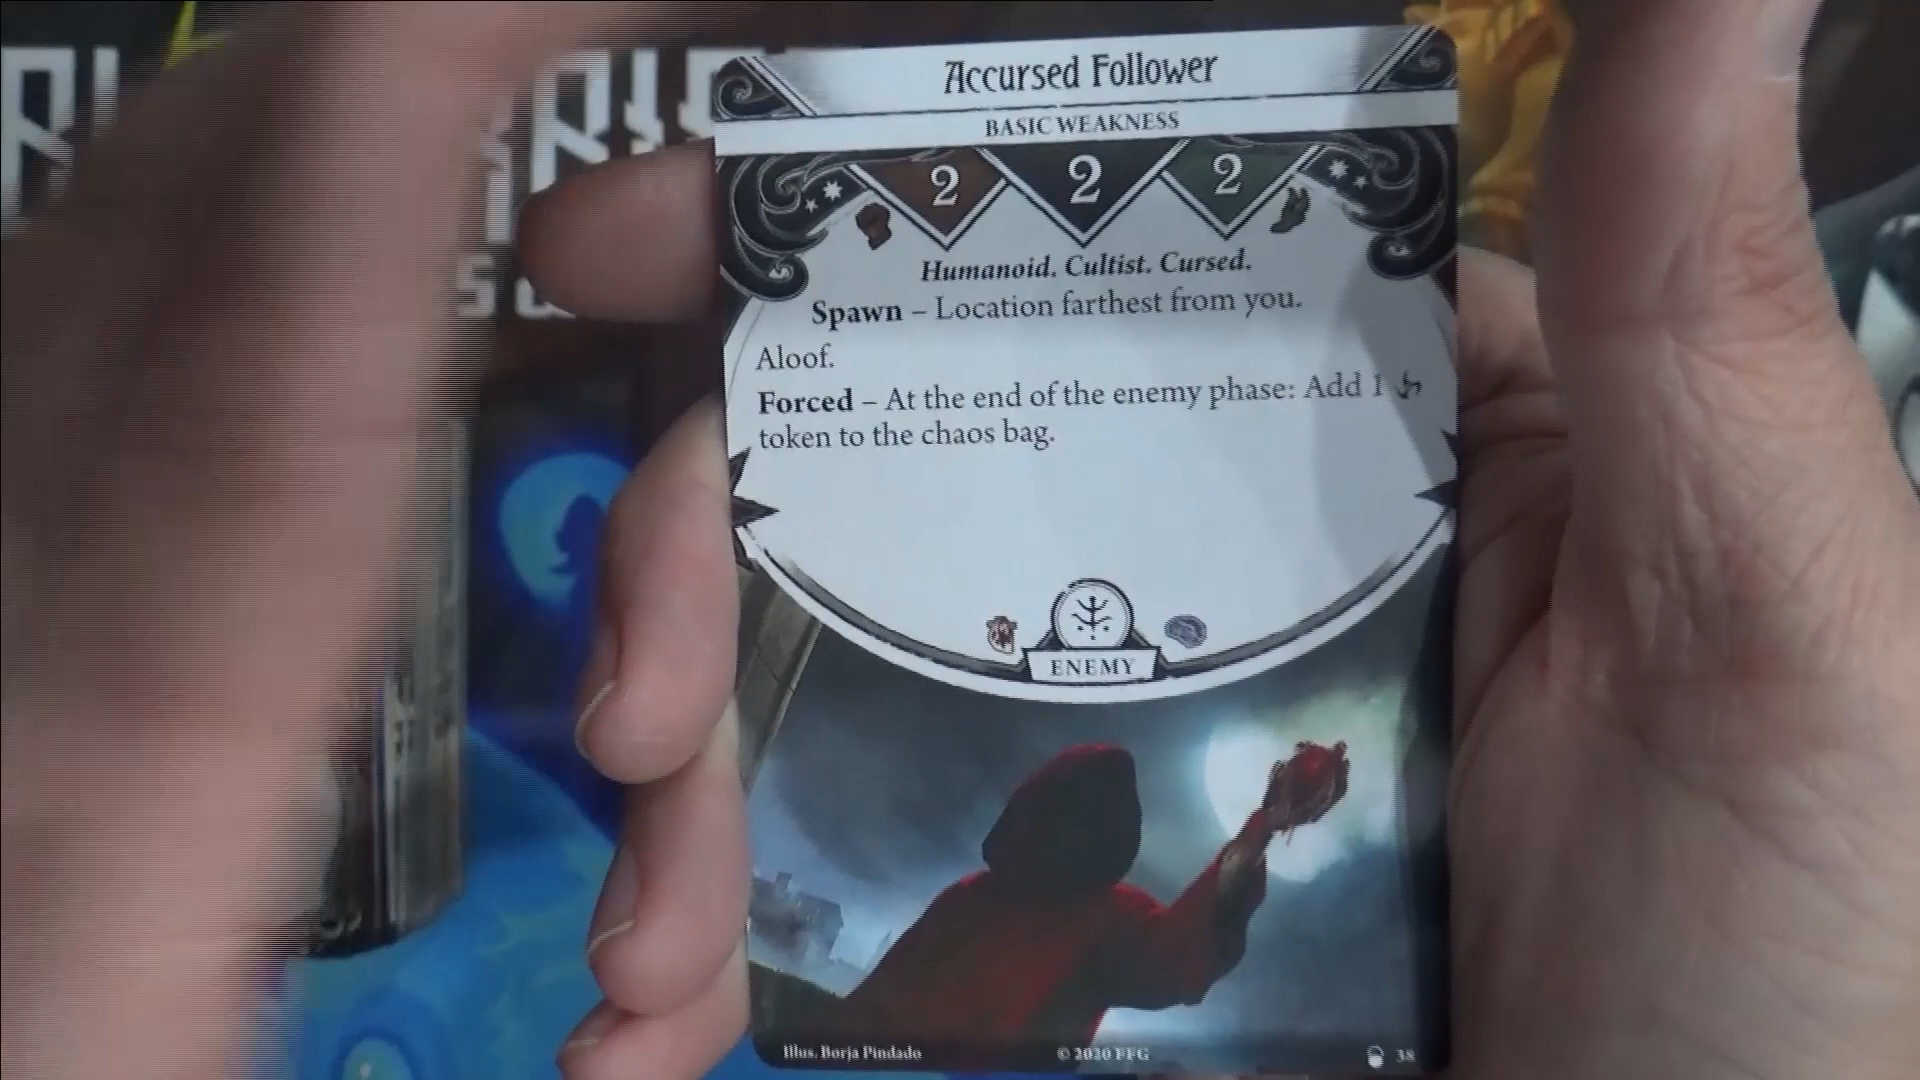 Accursed Follower
BASIC WEAKNESS
2 2 2
Humanoid. Cultist. Cursed.
Spawn – Location farthest from you.
Aloof.
Forced – At the end of the enemy phase: Add 1
token to the chaos bag.
ENEMY
Illus. Borja Pindado
© 2020 FFG
38